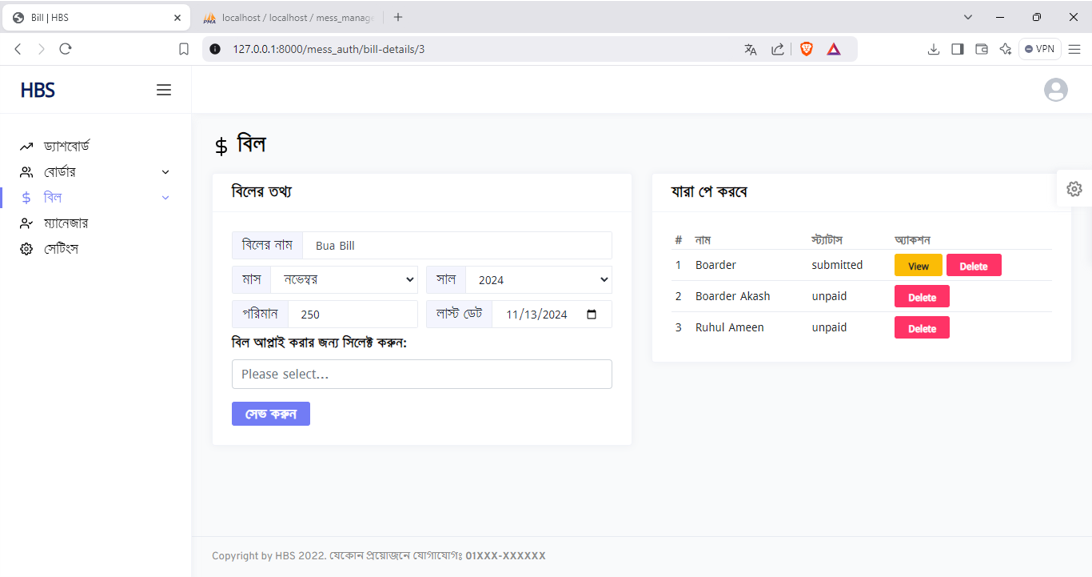 Bill | HBS
localhost / localhost / mess_manag
127.0.0.1:8000/mess_auth/bill-details/3
VPN
HBS
ড্যাশবোর্ড
বোর্ডার
বিল
ম্যানেজার
সেটিংস
$ বিল
বিলের তথ্য
বিলের নাম Bua Bill
মাস নভেম্বর সাল 2024
পরিমান 250 লাস্ট ডেট 11/13/2024
বিল আপ্লাই করার জন্য সিলেক্ট করুন:
Please select...
সেভ করুন
যারা পে করবে
# নাম স্ট্যাটাস অ্যাকশন
1 Boarder submitted View Delete
2 Boarder Akash unpaid Delete
3 Ruhul Ameen unpaid Delete
Copyright by HBS 2022. যেকোন প্রয়োজনে যোগাযোগঃ 01XXX-XXXXXX